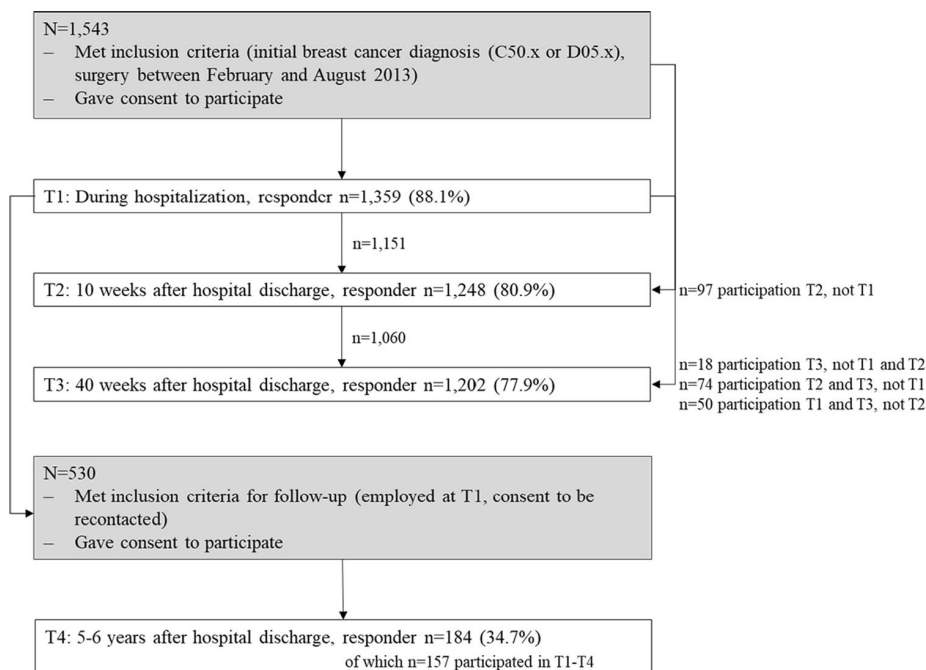 N=1,543
– Met inclusion criteria (initial breast cancer diagnosis (C50.x or D05.x),
surgery between February and August 2013)
– Gave consent to participate
T1: During hospitalization, responder n=1,359 (88.1%)
n=1,151
T2: 10 weeks after hospital discharge, responder n=1,248 (80.9%)
n=97 participation T2, not T1
n=1,060
T3: 40 weeks after hospital discharge, responder n=1,202 (77.9%)
n=18 participation T3, not T1 and T2
n=74 participation T2 and T3, not T1
n=50 participation T1 and T3, not T2
N=530
– Met inclusion criteria for follow-up (employed at T1, consent to be
recontacted)
– Gave consent to participate
T4: 5-6 years after hospital discharge, responder n=184 (34.7%)
of which n=157 participated in T1-T4